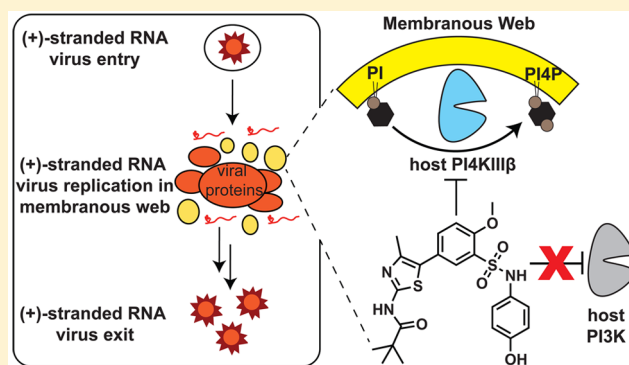 (+)-stranded RNA
virus entry
(+)-stranded RNA
virus replication in
membranous web
viral
proteins
(+)-stranded RNA
virus exit
Membranous Web
PI
PI4P
host PI4KIIIβ
O
O
S
O
NH
N
S
HN
O
OH
X
host
PI3K